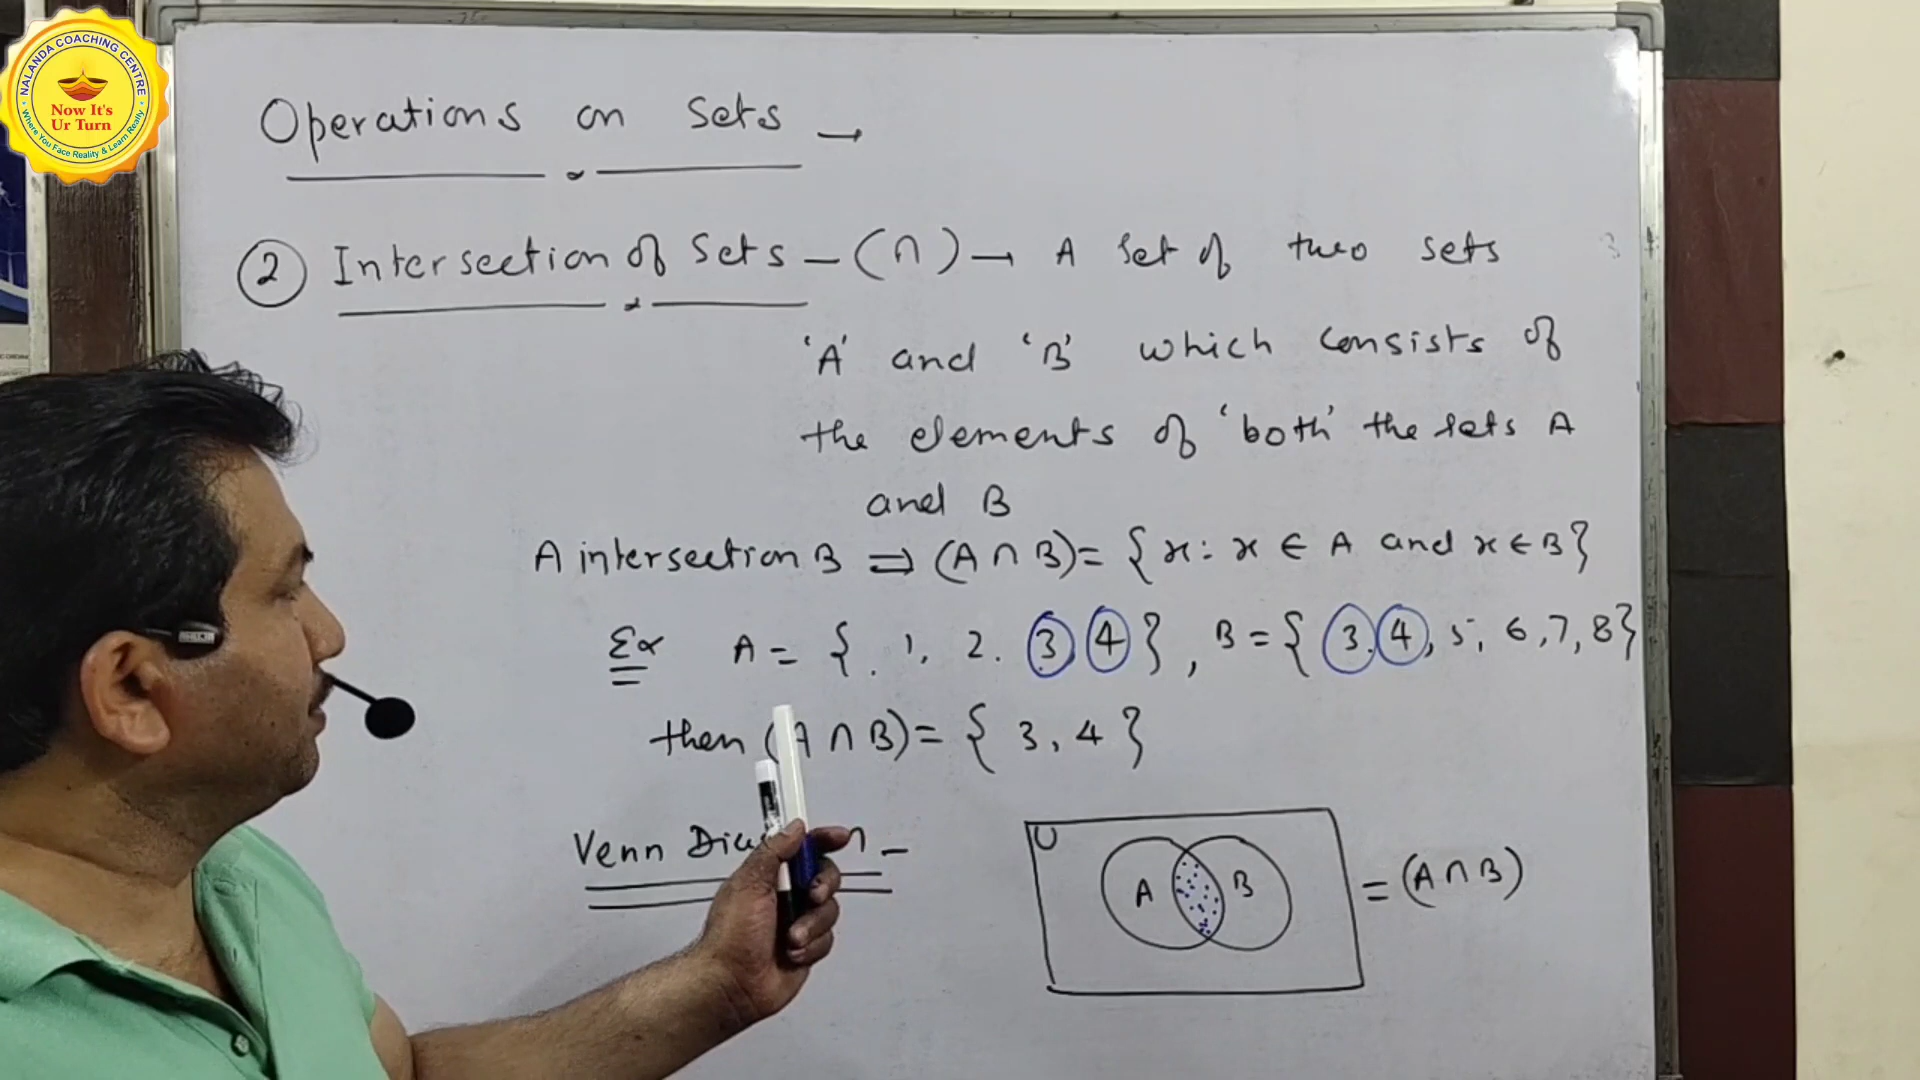 NALANDA COACHING CENTRE
Now It's
Ur Turn
Where You Face Reality & Learn Really
Operations on Sets →
② Intersection of Sets – (∩) → A set of two sets
'A' and 'B' which consists of
the elements of 'both' the sets A
and B
A intersection B ⇒ (A ∩ B) = { x : x ∈ A and x ∈ B}
Ex A = { 1, 2, 3, 4 }, B = { 3, 4, 5, 6, 7, 8}
then (A ∩ B) = { 3, 4 }
Venn
U
A B = (A ∩ B)